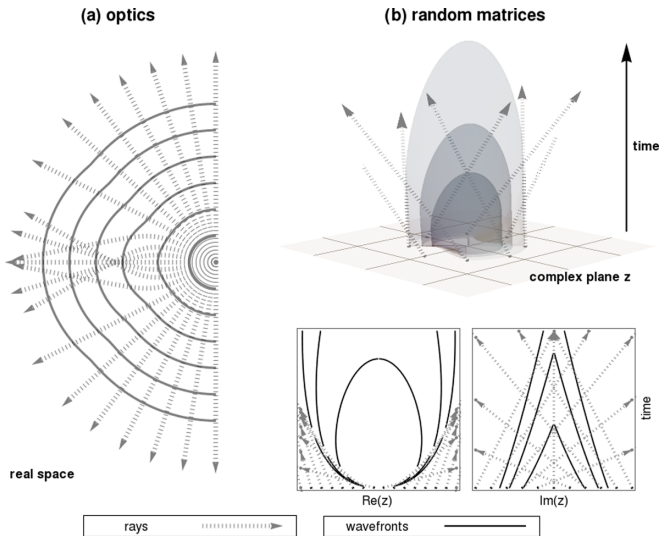 (a) optics
(b) random matrices
time
complex plane z
real space
time
Re(z)
Im(z)
rays
wavefronts